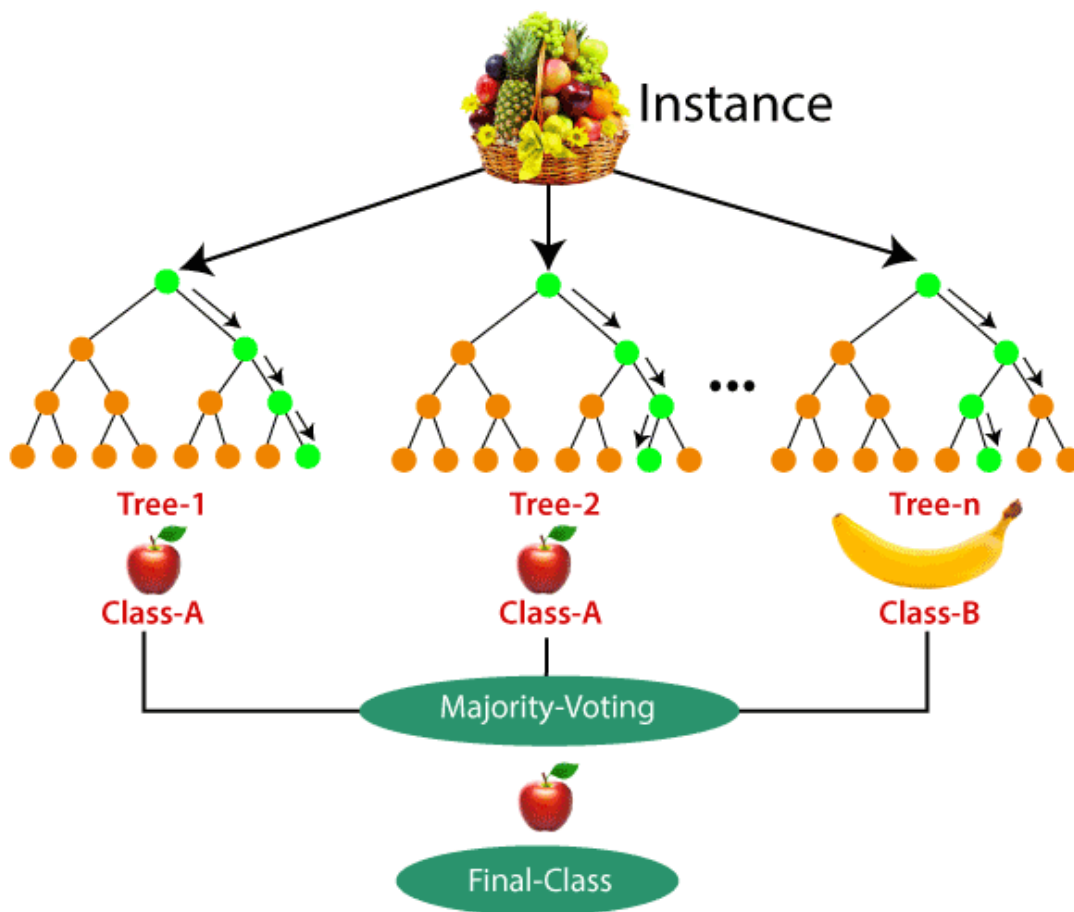 Instance
Tree-1
Tree-2
Tree-n
Class-A
Class-A
Class-B
Majority-Voting
Final-Class